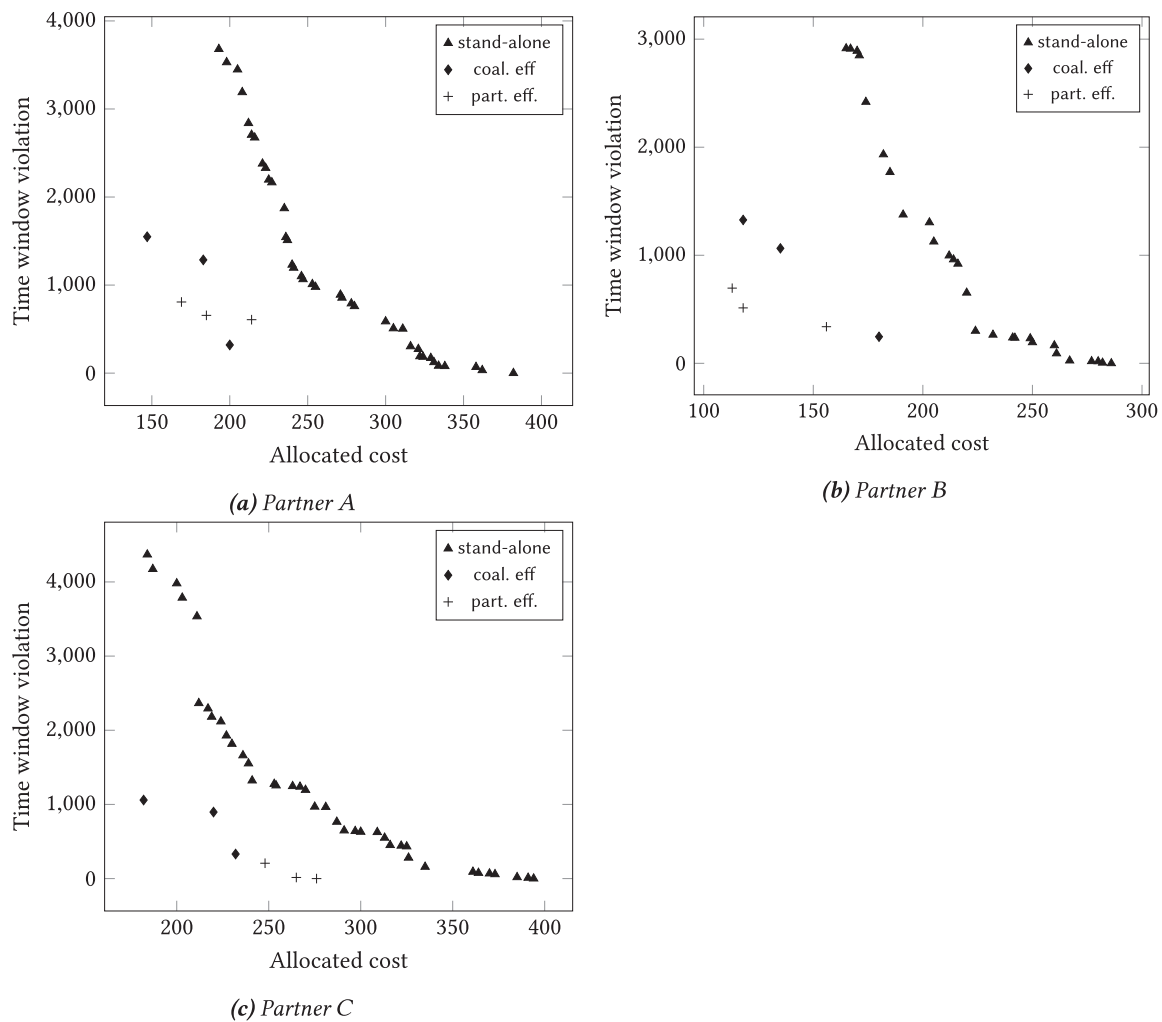 4,000
3,000
2,000
1,000
0
Time window violation
stand-alone
coal. eff
part. eff.
150 200 250 300 350 400
Allocated cost
(a) Partner A
3,000
2,000
1,000
0
Time window violation
stand-alone
coal. eff
part. eff.
100 150 200 250 300
Allocated cost
(b) Partner B
4,000
3,000
2,000
1,000
0
Time window violation
stand-alone
coal. eff
part. eff.
200 250 300 350 400
Allocated cost
(c) Partner C